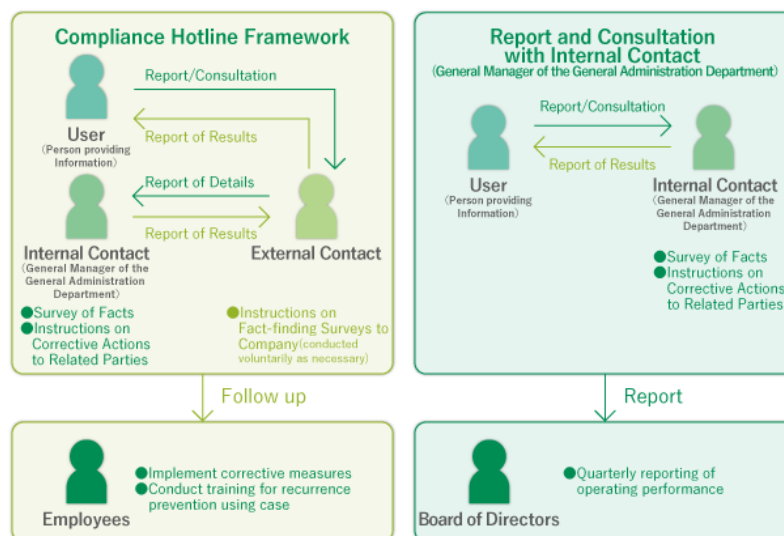 Compliance Hotline Framework
Report/Consultation
User
(Person providing
Information)
Report of Results
Report of Details
Report of Results
Internal Contact
(General Manager of the
General Administration
Department)
External Contact
●Survey of Facts
●Instructions on
Corrective Actions
to Related Parties
●Instructions on
Fact-finding Surveys to
Company(conducted
voluntarily as necessary)
Follow up
Employees
●Implement corrective measures
●Conduct training for recurrence
prevention using case
Report and Consultation
with Internal Contact
(General Manager of the General Administration Department)
Report/Consultation
Report of Results
User
(Person providing
Information)
Internal Contact
(General Manager of the
General Administration
Department)
●Survey of Facts
●Instructions on
Corrective Actions
to Related Parties
Report
Board of Directors
●Quarterly reporting of
operating performance